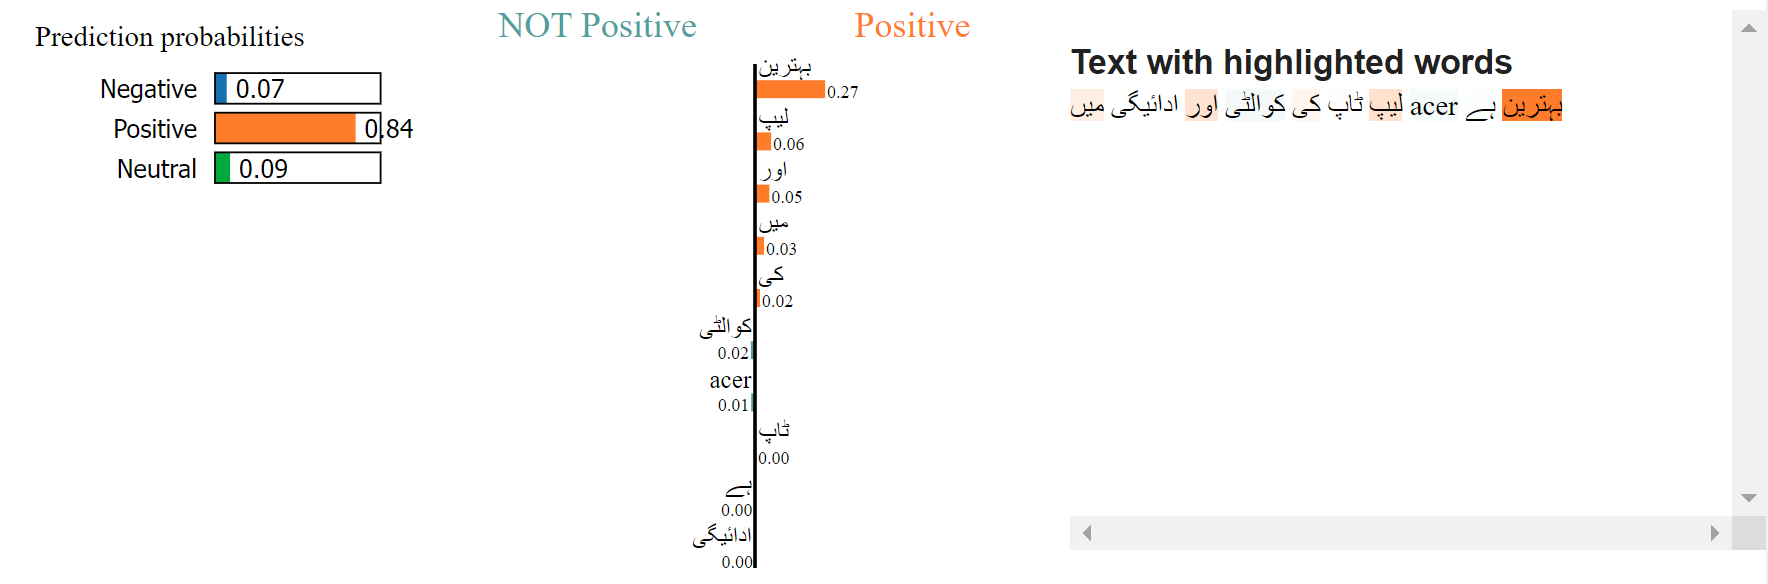 Prediction probabilities
Negative 0.07
Positive 0.84
Neutral 0.09
NOT Positive
Positive
بہترین
0.27
لیپ
0.06
اور
0.05
میں
0.03
کی
0.02
کوالٹی
0.02
acer
0.01
ٹاپ
0.00
ہے
0.00
ادائیگی
0.00
Text with highlighted words
لیپ ٹاپ کی کوالٹی اور ادائیگی میں acer بہترین ہے